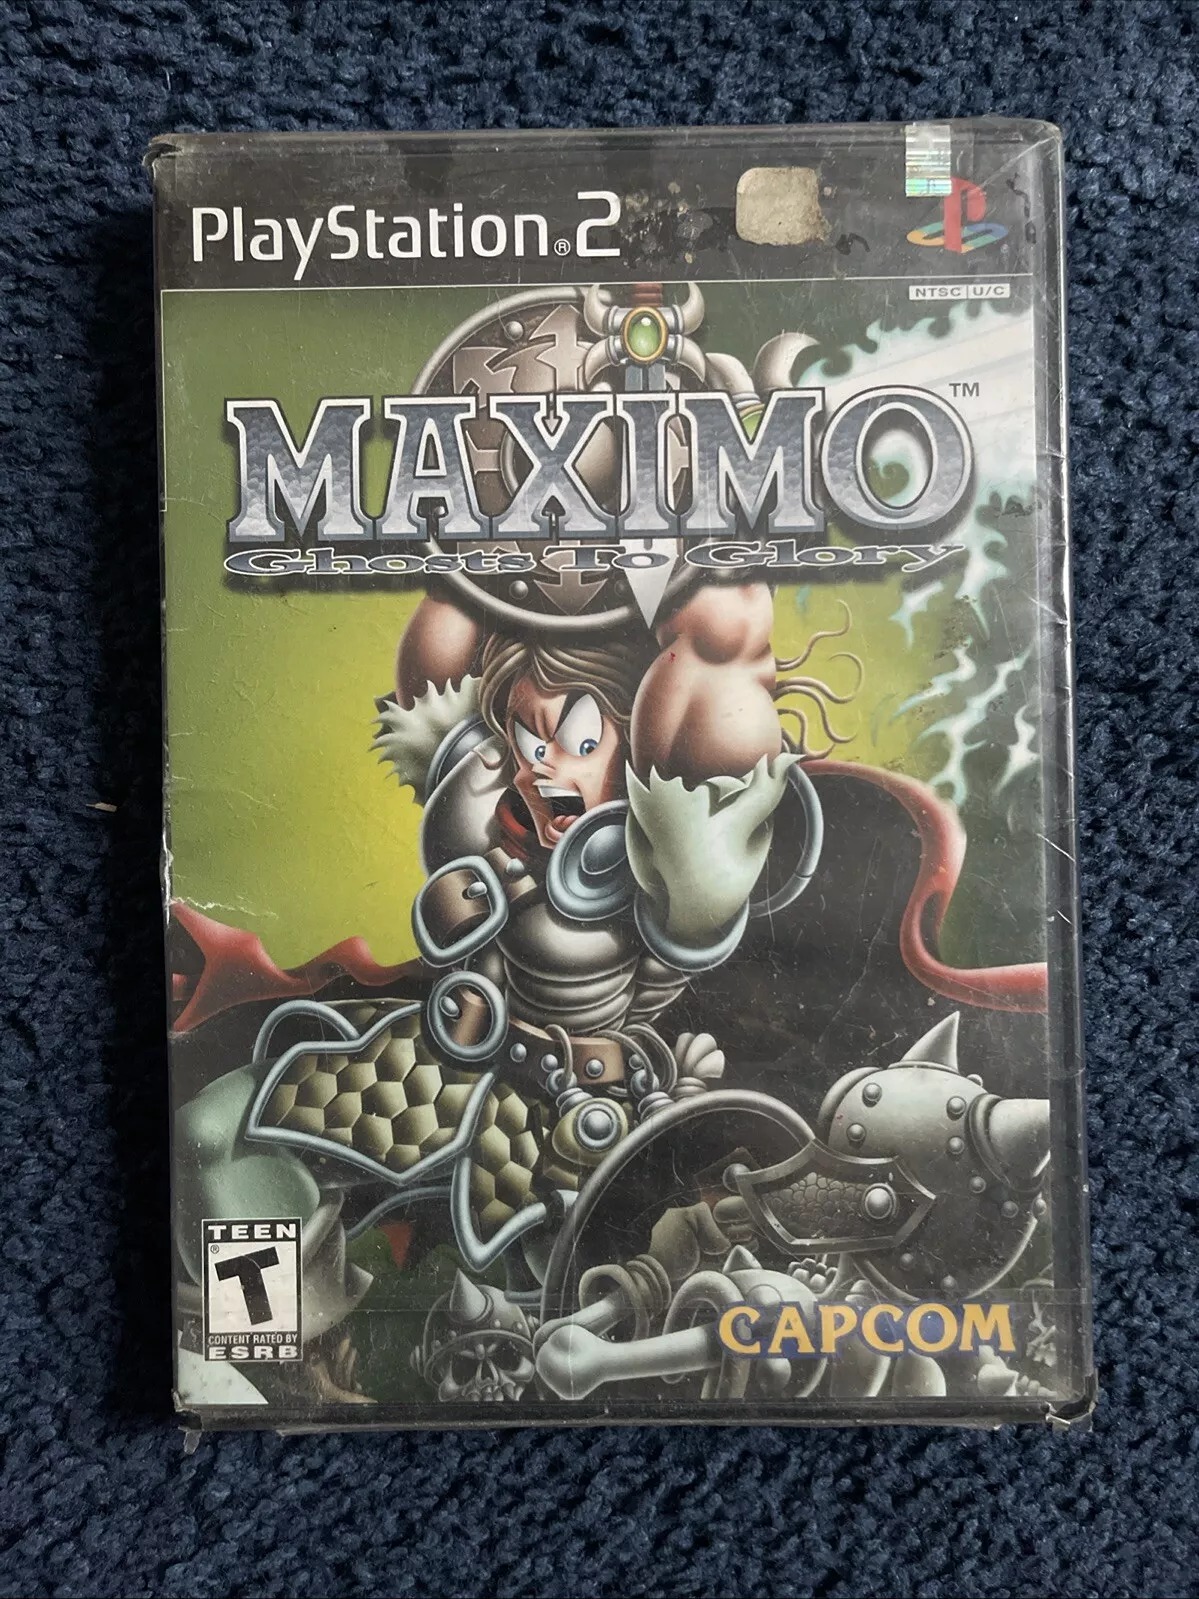 PlayStation®2
NTSC U/C
MAXIMO™
Ghosts To Glory
TEEN
T
®
CONTENT RATED BY
ESRB
CAPCOM